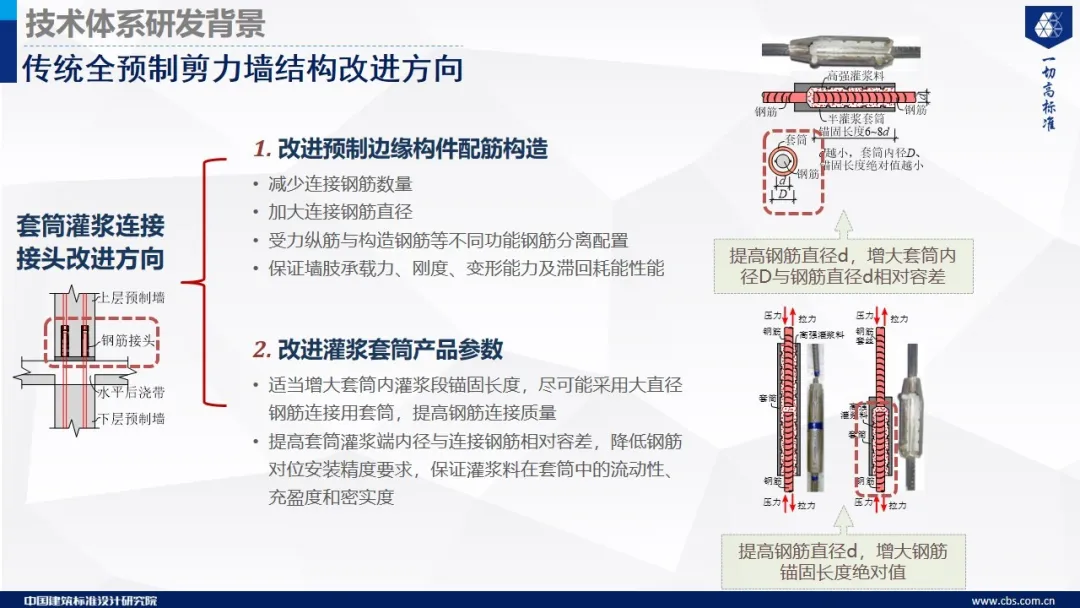 技术体系研发背景
传统全预制剪力墙结构改进方向
一切高标准
套筒灌浆连接
接头改进方向
上层预制墙
钢筋接头
水平后浇带
下层预制墙
1. 改进预制边缘构件配筋构造
• 减少连接钢筋数量
• 加大连接钢筋直径
• 受力纵筋与构造钢筋等不同功能钢筋分离配置
• 保证墙肢承载力、刚度、变形能力及滞回耗能性能
2. 改进灌浆套筒产品参数
• 适当增大套筒内灌浆段锚固长度，尽可能采用大直径
钢筋连接用套筒，提高钢筋连接质量
• 提高套筒灌浆端内径与连接钢筋相对容差，降低钢筋
对位安装精度要求，保证灌浆料在套筒中的流动性、
充盈度和密实度
高强灌浆料
钢筋
钢筋
d
半灌浆套筒
锚固长度6~8d
套筒
钢筋
d
D
d越小，套筒内径D、
锚固长度绝对值越小
提高钢筋直径d，增大套筒内
径D与钢筋直径d相对容差
压力
拉力
钢筋
高强灌浆料
套筒
钢筋
压力
拉力
压力
拉力
钢筋
套丝
灌浆料
套筒
钢筋
压力
拉力
提高钢筋直径d，增大钢筋
锚固长度绝对值
中国建筑标准设计研究院
www.cbs.com.cn